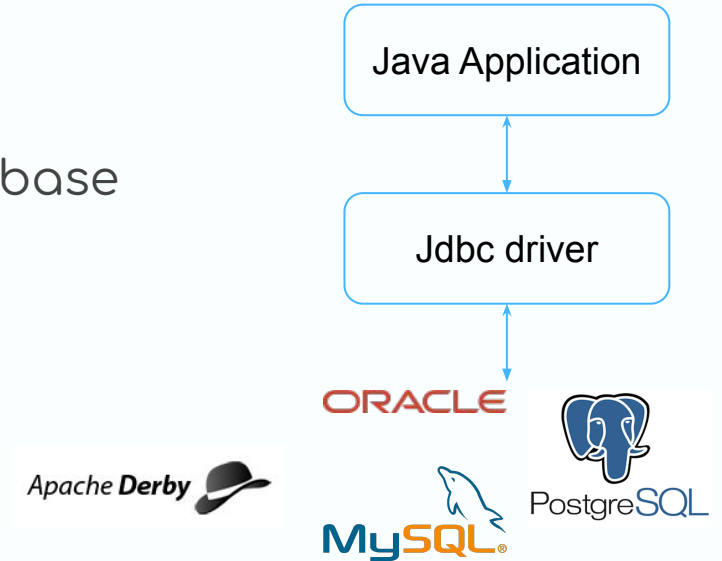 Java Application
base
Jdbc driver
ORACLE
Apache Derby
PostgreSQL
MySQL®